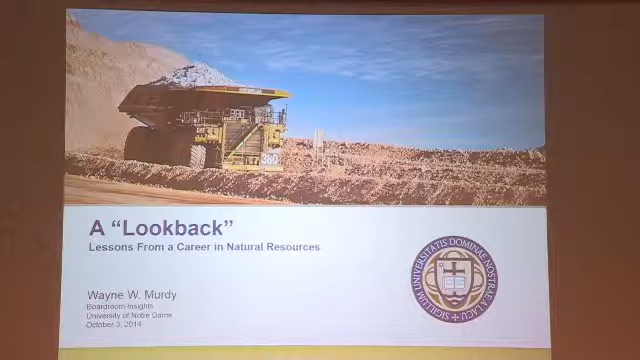 380
A “Lookback”
Lessons From a Career in Natural Resources
Wayne W. Murdy
Boardroom Insights
University of Notre Dame
October 3, 2014
SIGILLUM UNIVERSITATIS DOMINAE NOSTRAE A LACU